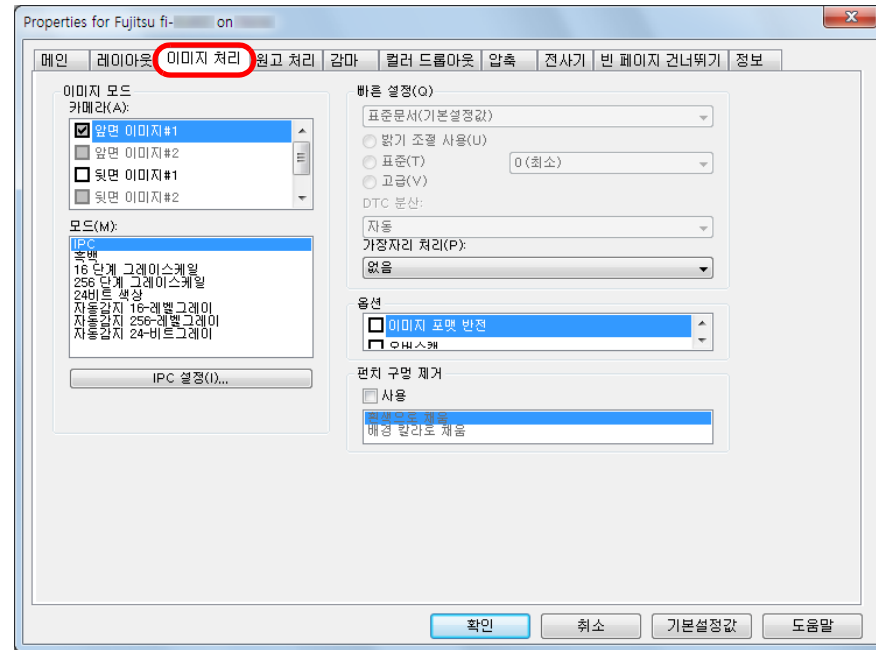 Properties for Fujitsu fi- on
메인 레이아웃 이미지 처리 원고 처리 감마 컬러 드롭아웃 압축 전사기 빈 페이지 건너뛰기 정보
이미지 모드
카메라(A):
앞면 이미지#1
앞면 이미지#2
뒷면 이미지#1
뒷면 이미지#2
모드(M):
IPC
흑백
16 단계 그레이스케일
256 단계 그레이스케일
24비트 색상
자동감지 16-레벨그레이
자동감지 256-레벨그레이
자동감지 24-비트그레이
IPC 설정(I)...
빠른 설정(Q)
표준문서(기본설정값)
밝기 조절 사용(U)
표준(T) 0 (최소)
고급(V)
DTC 분산:
자동
가장자리 처리(P):
없음
옵션
이미지 포맷 반전
오버스캔
펀치 구멍 제거
사용
흰색으로 채움
배경 칼라로 채움
확인 취소 기본설정값 도움말